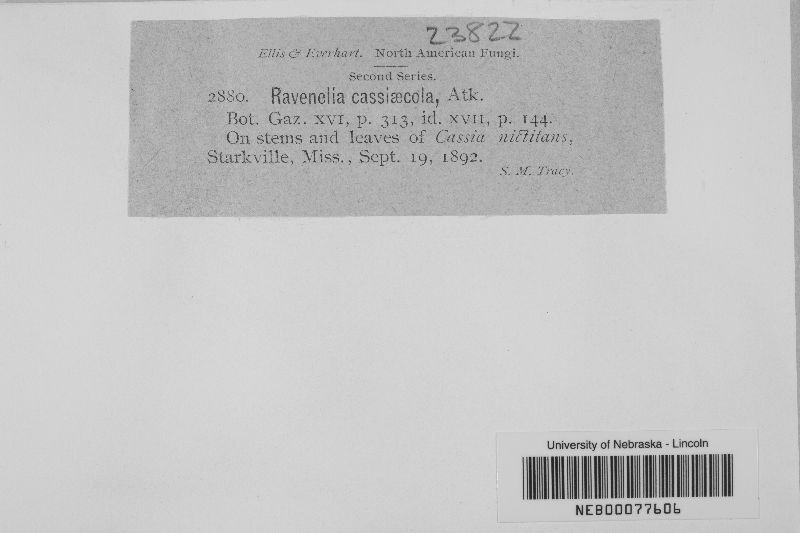 23822
Ellis & Everhart. North American Fungi.
Second Series.
2880. Ravenelia cassiæcola, Atk.
Bot. Gaz. XVI, p. 313, id. XVII, p. 144.
On stems and leaves of Cassia nictitans,
Starkville, Miss., Sept. 19, 1892.
S. M. Tracy.
University of Nebraska - Lincoln
NEB00077606